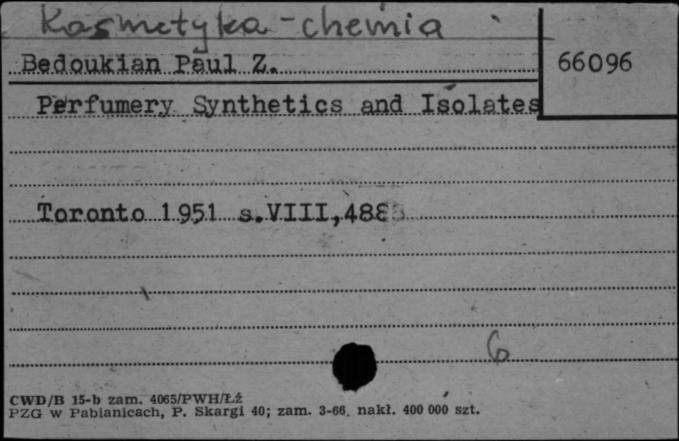 Kosmetyka - chemia
Bedoukian Paul Z.
66096
Perfumery Synthetics and Isolates
Toronto 1951 s.VIII,488
6
CWD/B 15-b zam. 4065/PWH/Łź
PZG w Pabianicach, P. Skargi 40; zam. 3-66. nakł. 400 000 szt.